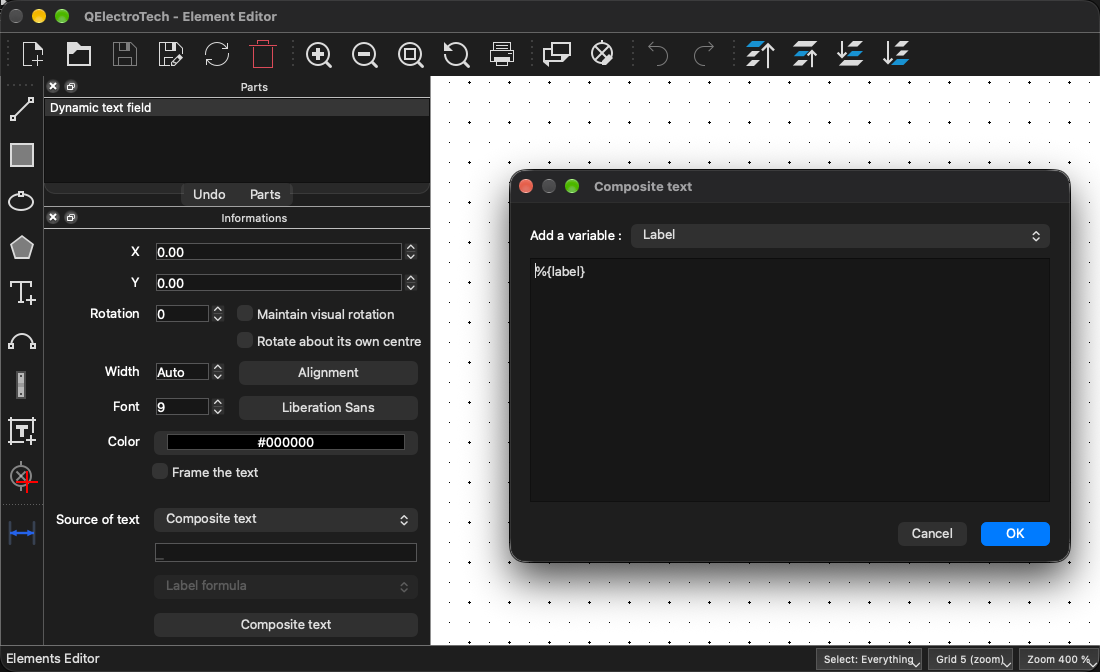 QElectroTech - Element Editor
Parts
Dynamic text field
Undo Parts
Informations
X 0.00
Y 0.00
Rotation 0 Maintain visual rotation
Rotate about its own centre
Width Auto Alignment
Font 9 Liberation Sans
Color #000000
Frame the text
Source of text Composite text
_
Label formula
Composite text
Composite text
Add a variable : Label
%{label}
Cancel OK
Elements Editor
Select: Everything Grid 5 (zoom) Zoom 400 %